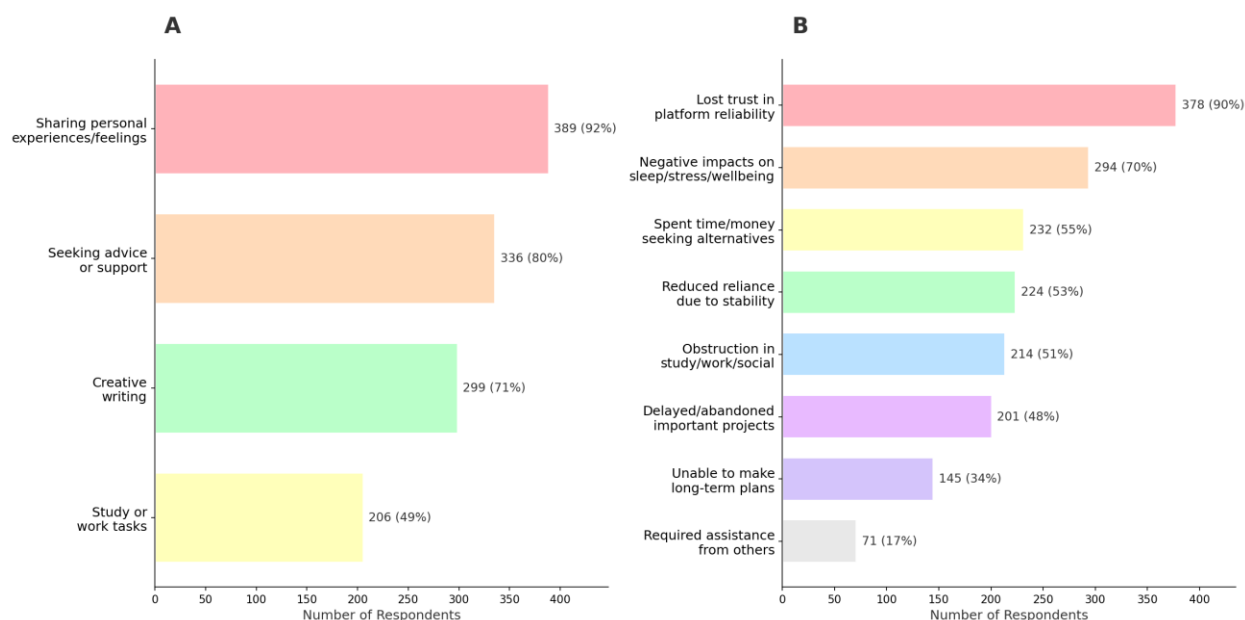 A
Sharing personal
experiences/feelings
389 (92%)
Seeking advice
or support
336 (80%)
Creative
writing
299 (71%)
Study or
work tasks
206 (49%)
0 50 100 150 200 250 300 350 400
Number of Respondents
B
Lost trust in
platform reliability
378 (90%)
Negative impacts on
sleep/stress/wellbeing
294 (70%)
Spent time/money
seeking alternatives
232 (55%)
Reduced reliance
due to stability
224 (53%)
Obstruction in
study/work/social
214 (51%)
Delayed/abandoned
important projects
201 (48%)
Unable to make
long-term plans
145 (34%)
Required assistance
from others
71 (17%)
0 50 100 150 200 250 300 350 400
Number of Respondents